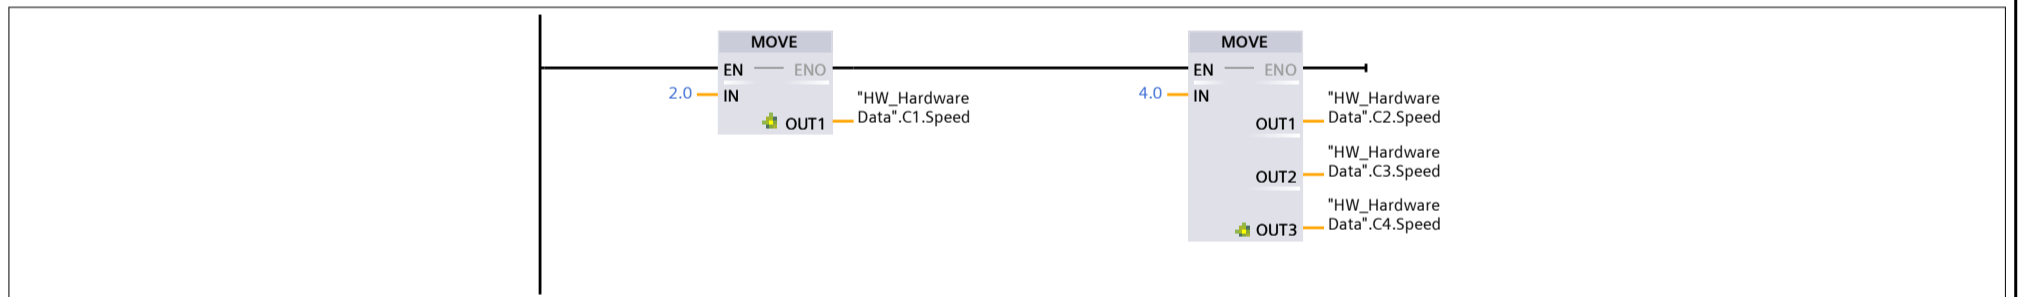 MOVE
EN ENO
2.0 IN
OUT1
"HW_Hardware
Data".C1.Speed
MOVE
EN ENO
4.0 IN
OUT1
"HW_Hardware
Data".C2.Speed
OUT2
"HW_Hardware
Data".C3.Speed
OUT3
"HW_Hardware
Data".C4.Speed